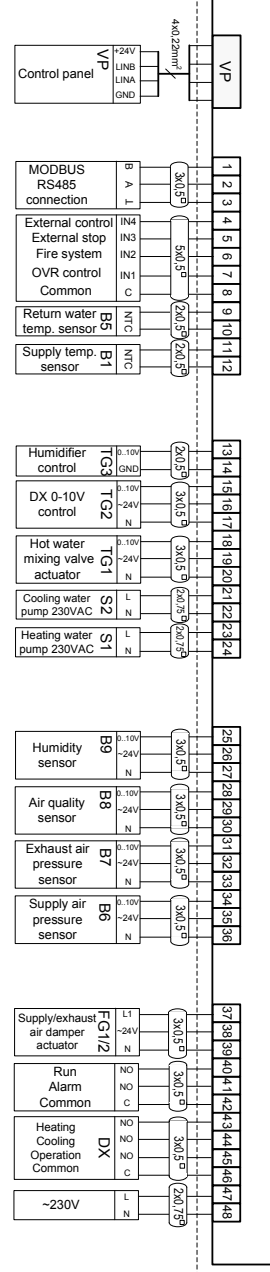 Control panel
VP
+24V
LINB
LINA
GND
4x0,22mm²
VP
MODBUS
RS485
connection
B
A
T
3x0,5
1
2
3
External control
External stop
Fire system
OVR control
Common
IN4
IN3
IN2
IN1
C
5x0,5
4
5
6
7
8
Return water
temp. sensor
B5
NTC
2x0,5
9
10
Supply temp.
sensor
B1
NTC
2x0,5
11
12
Humidifier
control
TG3
0..10V
GND
2x0,5
13
14
DX 0-10V
control
TG2
0..10V
~24V
N
3x0,5
15
16
17
Hot water
mixing valve
actuator
TG1
0..10V
~24V
N
3x0,5
18
19
20
Cooling water
pump 230VAC
S2
L
N
2x0,75
21
22
Heating water
pump 230VAC
S1
L
N
2x0,75
23
24
Humidity
sensor
B9
0..10V
~24V
N
3x0,5
25
26
27
Air quality
sensor
B8
0..10V
~24V
N
3x0,5
28
29
30
Exhaust air
pressure
sensor
B7
0..10V
~24V
N
3x0,5
31
32
33
Supply air
pressure
sensor
B6
0..10V
~24V
N
3x0,5
34
35
36
Supply/exhaust
air damper
actuator
FG1/2
L1
~24V
N
3x0,5
37
38
39
Run
Alarm
Common
NO
NO
C
3x0,5
40
41
42
Heating
Cooling
Operation
Common
DX
NO
NO
NO
C
3x0,5
43
44
45
46
~230V
L
N
2x0,75
47
48